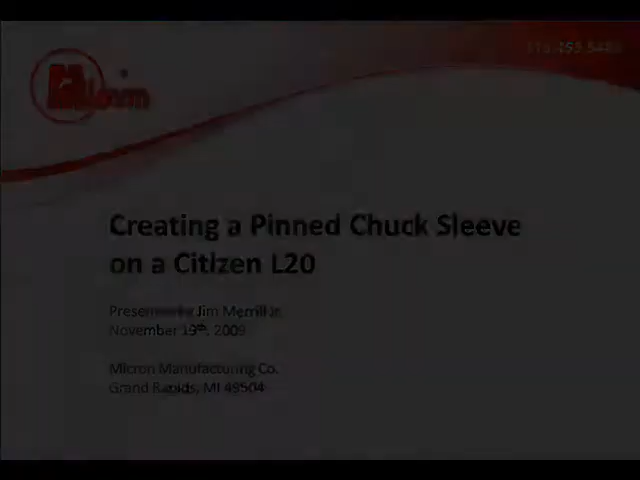 Creating a Pinned Chuck Sleeve
on a Citizen L20
Presented by Jim Merrill Jr.
November 19th, 2009
Micron Manufacturing Co.
Grand Rapids, MI 49504